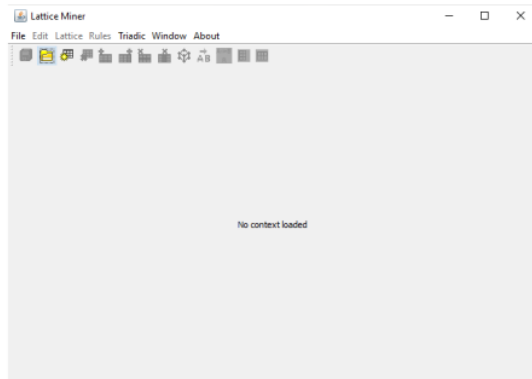 Lattice Miner
File Edit Lattice Rules Triadic Window About
A B
No context loaded